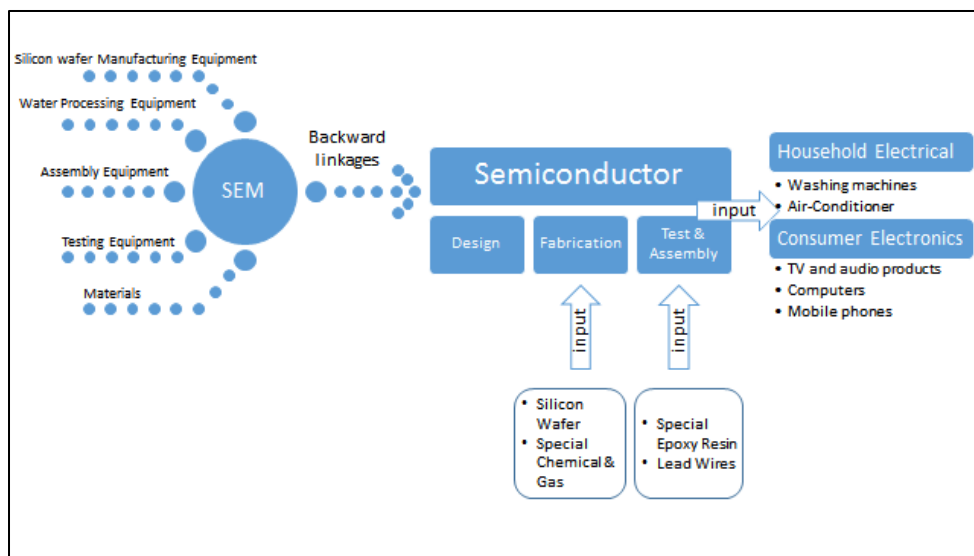 Silicon wafer Manufacturing Equipment
Water Processing Equipment
Assembly Equipment
Testing Equipment
Materials
SEM
Backward
linkages
Semiconductor
Design
Fabrication
Test &
Assembly
input
input
input
• Silicon
Wafer
• Special
Chemical &
Gas
• Special
Epoxy Resin
• Lead Wires
Household Electrical
• Washing machines
• Air-Conditioner
Consumer Electronics
• TV and audio products
• Computers
• Mobile phones